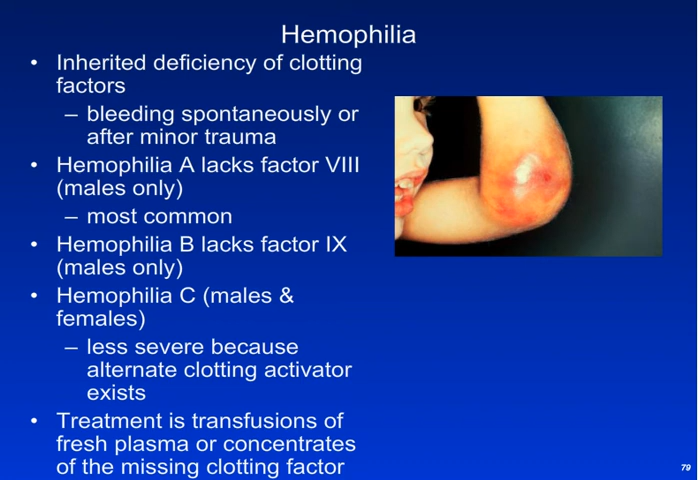 Hemophilia
• Inherited deficiency of clotting
factors
– bleeding spontaneously or
after minor trauma
• Hemophilia A lacks factor VIII
(males only)
– most common
• Hemophilia B lacks factor IX
(males only)
• Hemophilia C (males &
females)
– less severe because
alternate clotting activator
exists
• Treatment is transfusions of
fresh plasma or concentrates
of the missing clotting factor
79